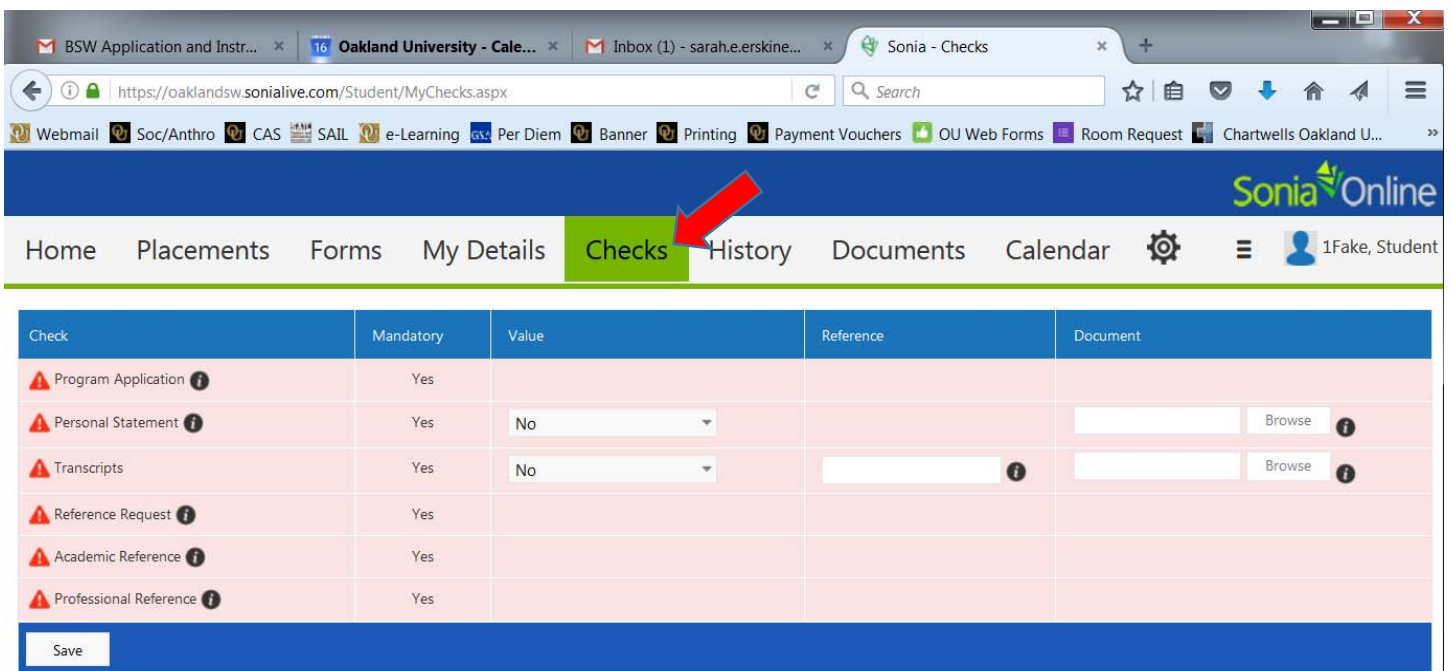 X
BSW Application and Instr... × 16 Oakland University - Cale... × Inbox (1) - sarah.e.erskine... × Sonia - Checks × +
https://oaklandsw.sonialive.com/Student/MyChecks.aspx Search
Webmail Soc/Anthro CAS SAIL e-Learning GSA Per Diem Banner Printing Payment Vouchers OU Web Forms Room Request Chartwells Oakland U... »
Sonia Online
Home Placements Forms My Details Checks History Documents Calendar 1Fake, Student
Check Mandatory Value Reference Document
Program Application i Yes
Personal Statement i Yes No Browse i
Transcripts Yes No i Browse i
Reference Request i Yes
Academic Reference i Yes
Professional Reference i Yes
Save